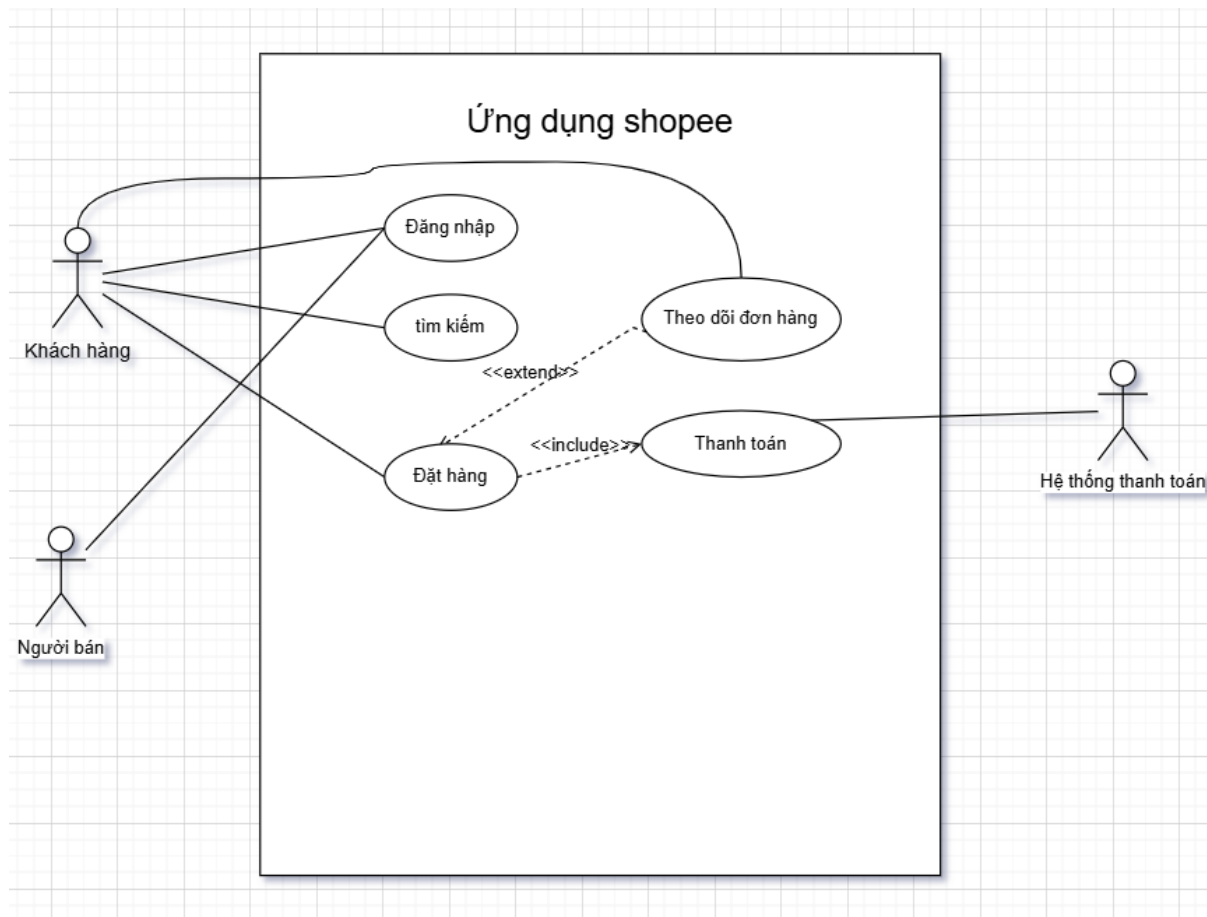 Ứng dụng shopee
Đăng nhập
Theo dõi đơn hàng
tìm kiếm
Khách hàng
<<extend>>
<<include>>
Thanh toán
Đặt hàng
Hệ thống thanh toán
Người bán